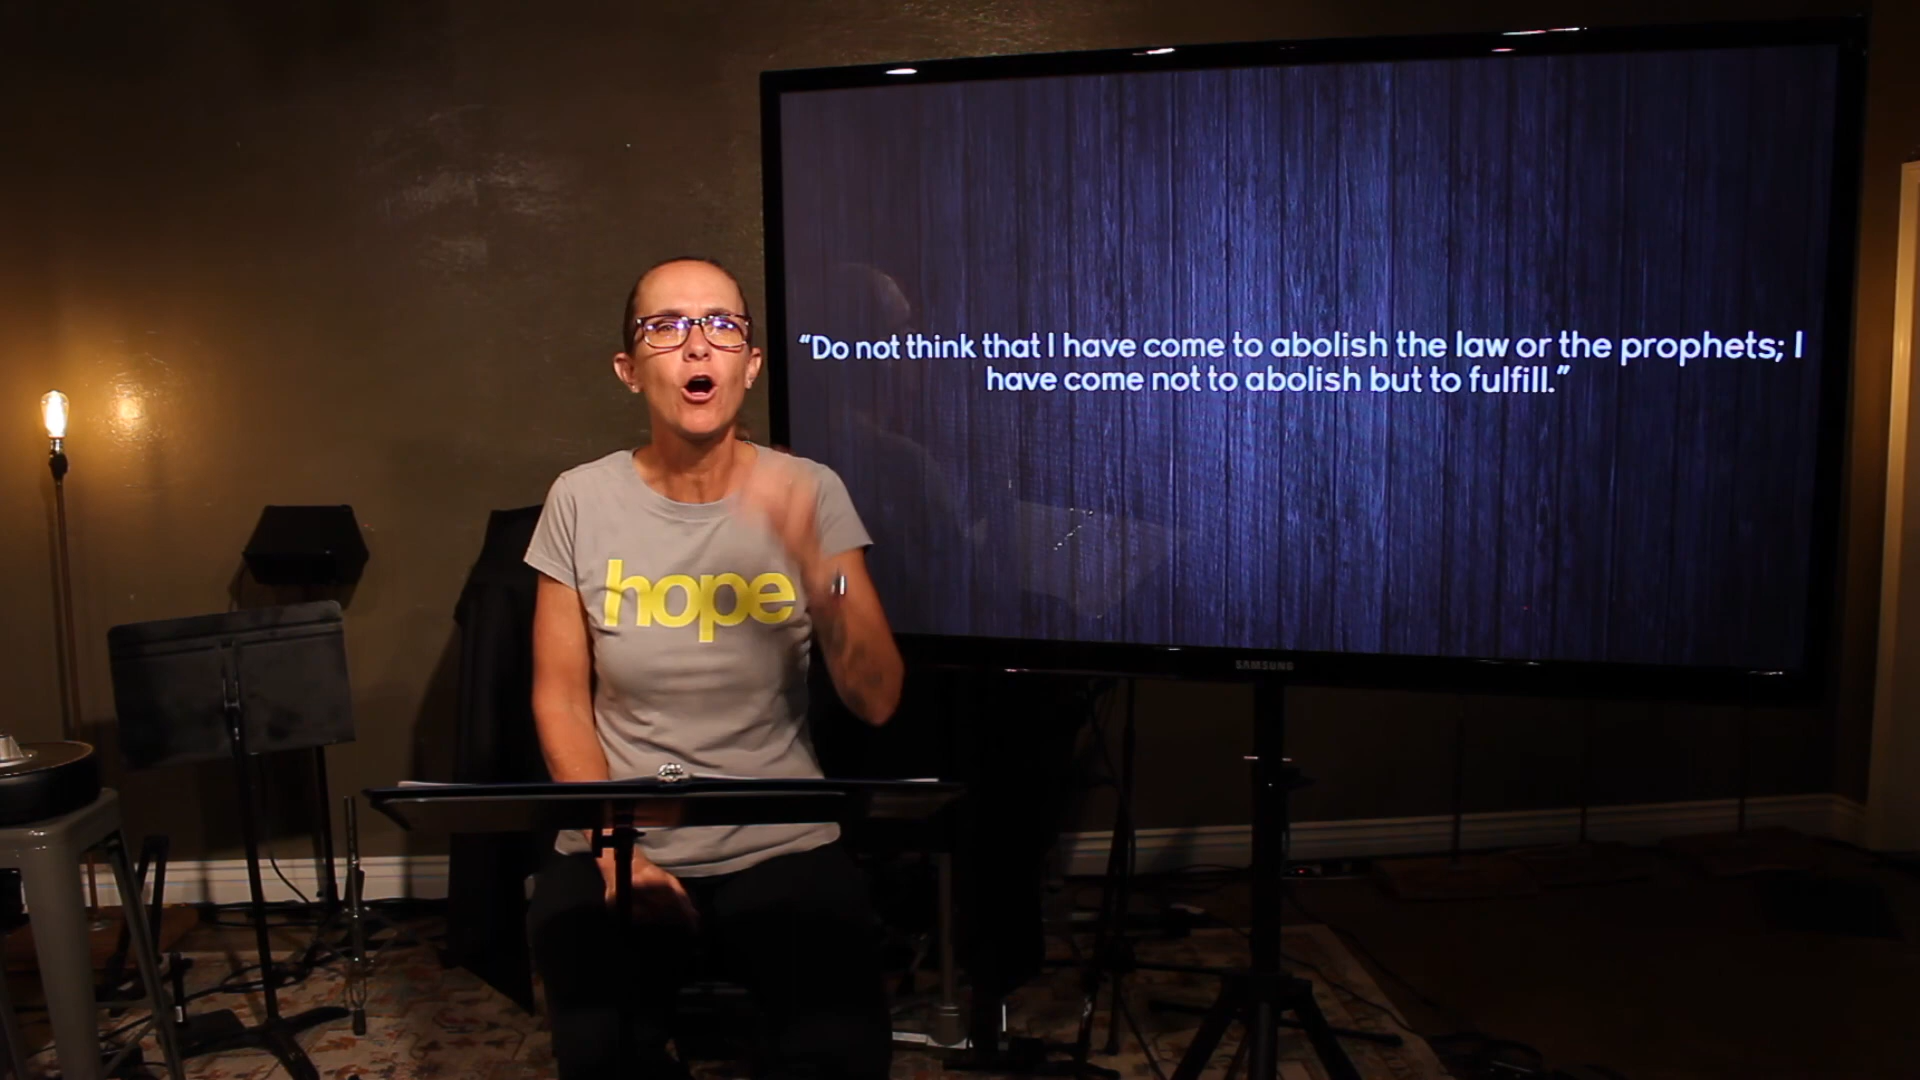 “Do not think that I have come to abolish the law or the prophets; I
have come not to abolish but to fulfill.”
hope
SAMSUNG